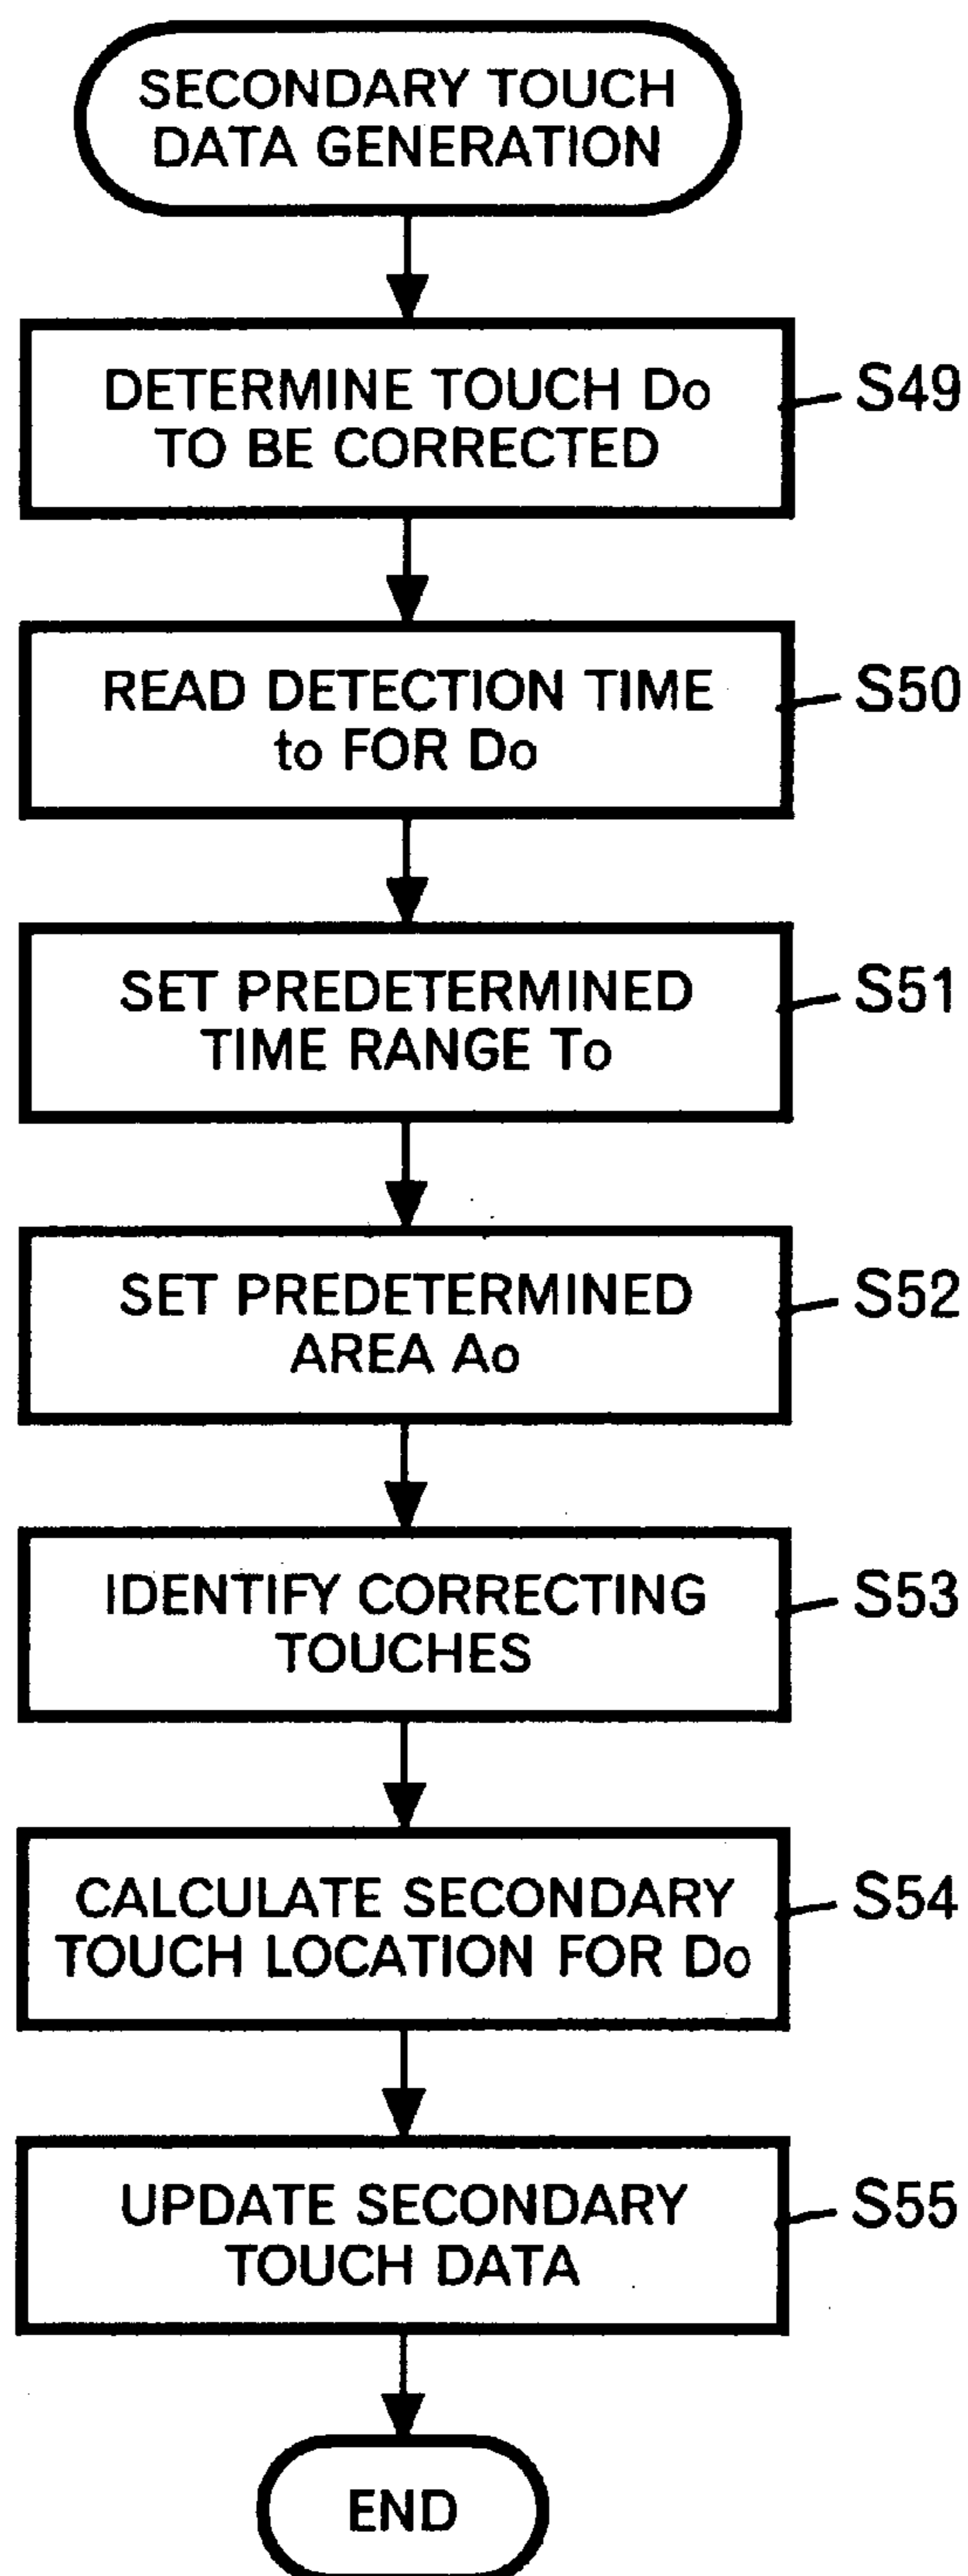 SECONDARY TOUCH
DATA GENERATION
DETERMINE TOUCH Do
TO BE CORRECTED
S49
READ DETECTION TIME
to FOR Do
S50
SET PREDETERMINED
TIME RANGE To
S51
SET PREDETERMINED
AREA Ao
S52
IDENTIFY CORRECTING
TOUCHES
S53
CALCULATE SECONDARY
TOUCH LOCATION FOR Do
S54
UPDATE SECONDARY
TOUCH DATA
S55
END